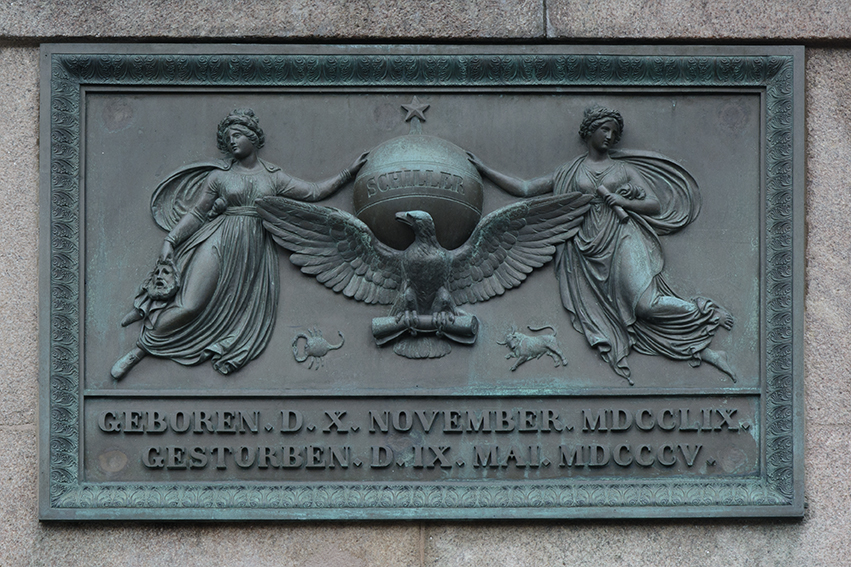 SCHILLER
GEBOREN. D. X. NOVEMBER. MDCCLIX.
GESTORBEN. D. IX. MAI. MDCCCV.